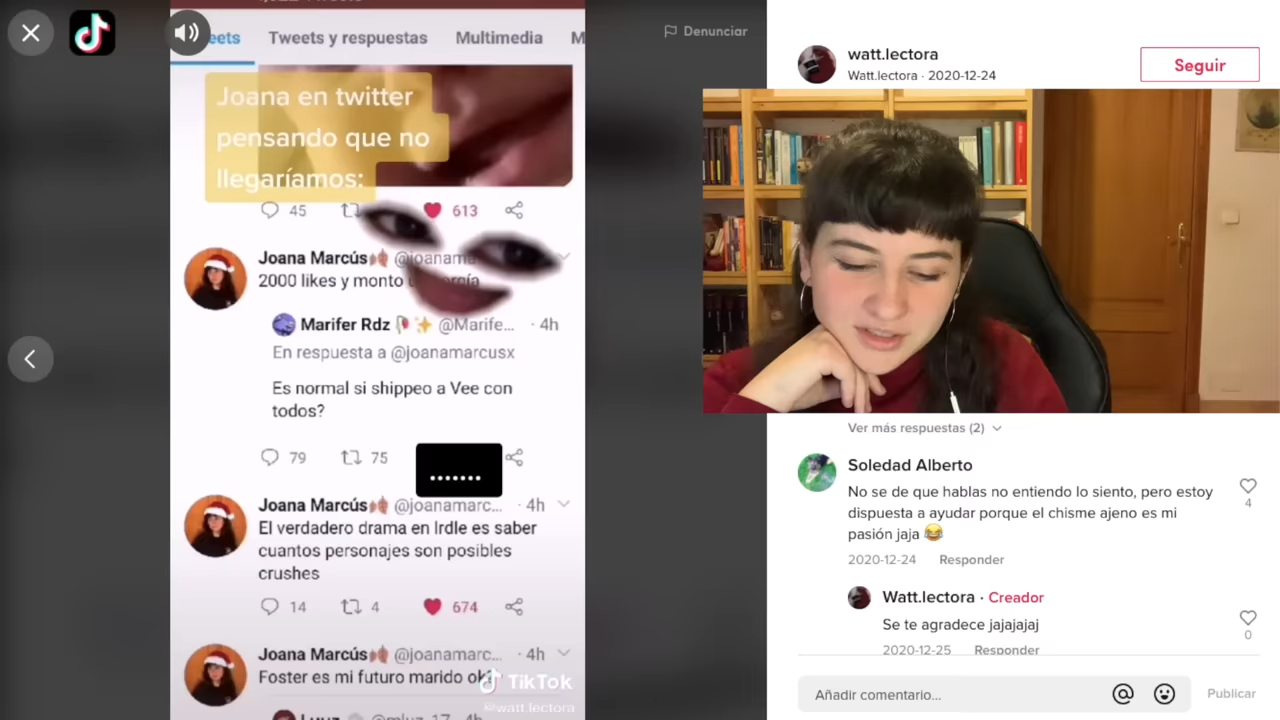 eets Tweets y respuestas Multimedia M
Joana en twitter
pensando que no
llegaríamos:
45
613
Joana Marcús @joanama
2000 likes y monto
Marifer Rdz @Marife... · 4h
En respuesta a @joanamarcusx
Es normal si shippeo a Vee con
todos?
79 75
.......
Joana Marcús @joanamarc... · 4h
El verdadero drama en Irdle es saber
cuantos personajes son posibles
crushes
14 4 674
Joana Marcús @joanamarc... · 4h
Foster es mi futuro marido ok
TikTok
@watt.lectora
Denunciar
watt.lectora
Watt.lectora · 2020-12-24
Seguir
Ver más respuestas (2)
Soledad Alberto
No se de que hablas no entiendo lo siento, pero estoy
dispuesta a ayudar porque el chisme ajeno es mi
pasión jaja 😂
4
2020-12-24 Responder
Watt.lectora · Creador
Se te agradece jajajajaj
0
2020-12-25 Responder
Añadir comentario...
Publicar